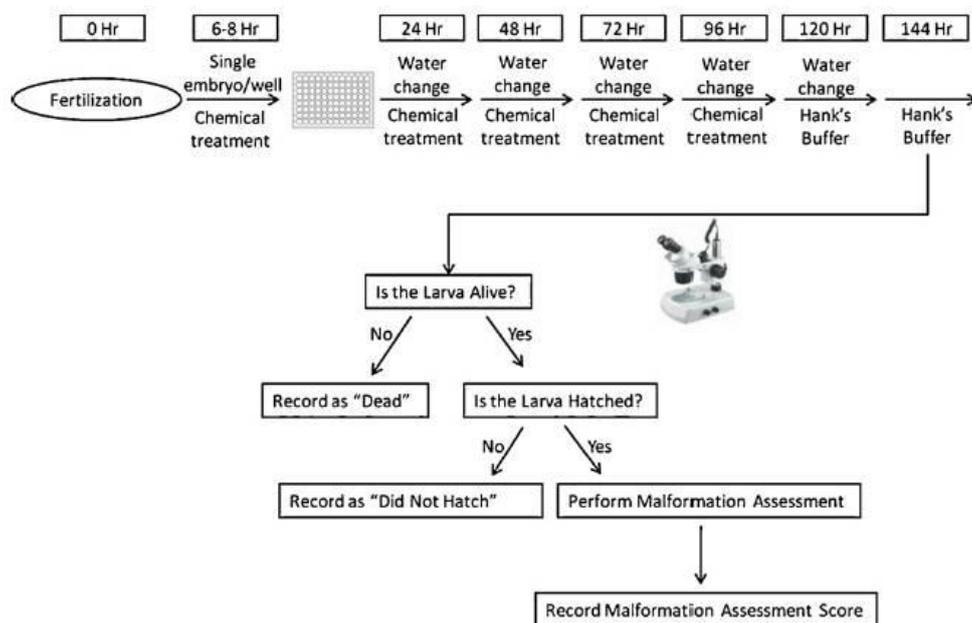 0 Hr
6-8 Hr
24 Hr
48 Hr
72 Hr
96 Hr
120 Hr
144 Hr
Fertilization
Single
embryo/well
Chemical
treatment
Water
change
Chemical
treatment
Water
change
Chemical
treatment
Water
change
Chemical
treatment
Water
change
Chemical
treatment
Water
change
Hank's
Buffer
Hank's
Buffer
Is the Larva Alive?
No
Yes
Record as "Dead"
Is the Larva Hatched?
No
Yes
Record as "Did Not Hatch"
Perform Malformation Assessment
Record Malformation Assessment Score